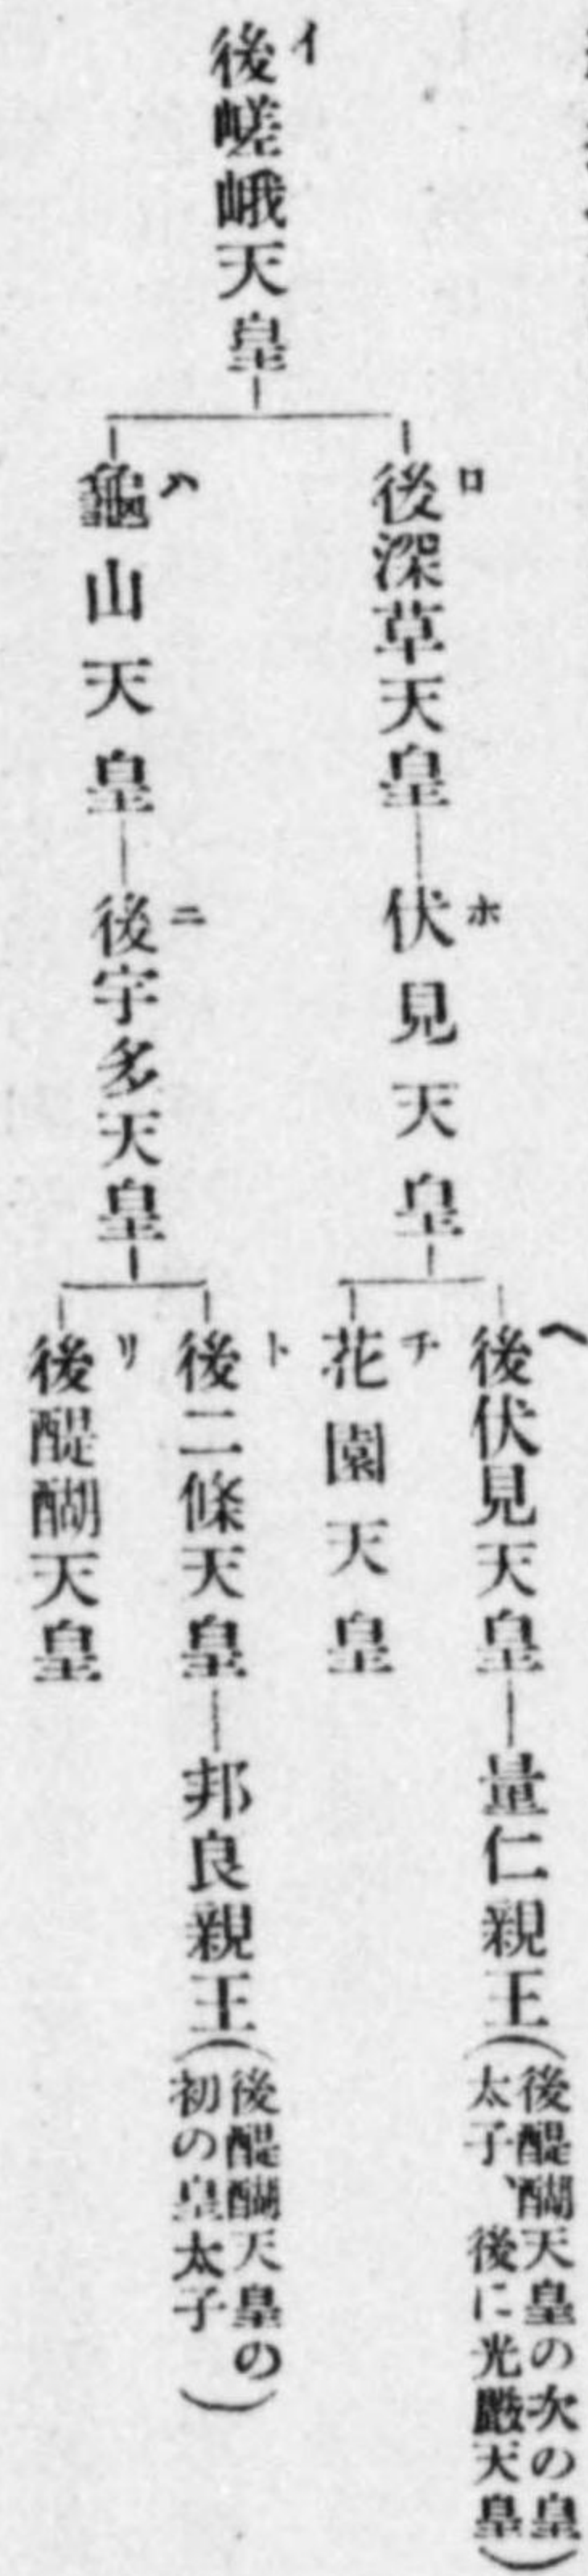 イ
後嵯峨天皇
ロ
後深草天皇
ホ
伏見天皇
ヘ
後伏見天皇
量仁親王(後醍醐天皇の次の皇
太子、後に光嚴天皇)
チ
花園天皇
ハ
龜山天皇
ニ
後宇多天皇
ト
後二條天皇
邦良親王(後醍醐天皇の
初の皇太子)
リ
後醍醐天皇